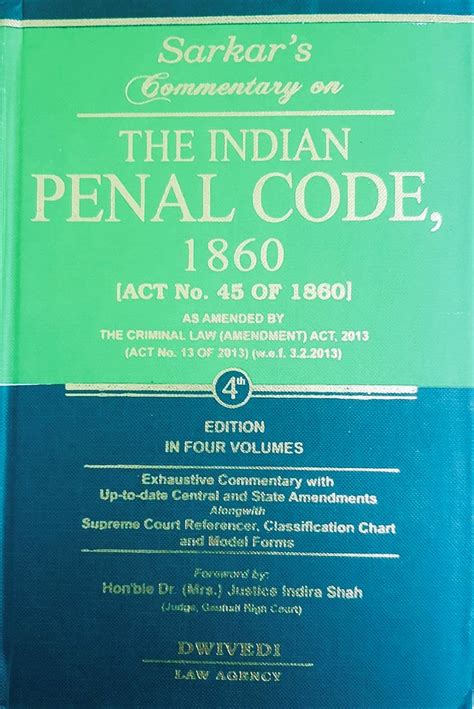 Sarkar's
Commentary on
THE INDIAN
PENAL CODE,
1860
[ACT No. 45 OF 1860]
AS AMENDED BY
THE CRIMINAL LAW (AMENDMENT) ACT, 2013
(ACT No. 13 OF 2013) (w.e.f. 3.2.2013)
4th
EDITION
IN FOUR VOLUMES
Exhaustive Commentary with
Up-to-date Central and State Amendments
Alongwith
Supreme Court Referencer, Classification Chart
and Model Forms
Foreword by:
Hon'ble Dr. (Mrs.) Justice Indira Shah
(Judge, Gauhati High Court)
DWIVEDI
LAW AGENCY